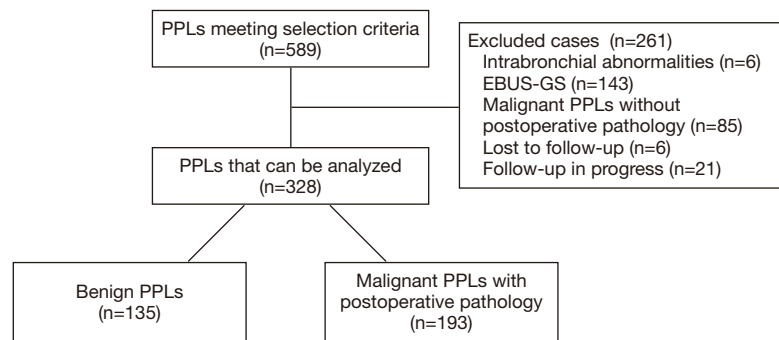 PPLs meeting selection criteria
(n=589)
Excluded cases (n=261)
Intrabronchial abnormalities (n=6)
EBUS-GS (n=143)
Malignant PPLs without
postoperative pathology (n=85)
Lost to follow-up (n=6)
Follow-up in progress (n=21)
PPLs that can be analyzed
(n=328)
Benign PPLs
(n=135)
Malignant PPLs with
postoperative pathology
(n=193)